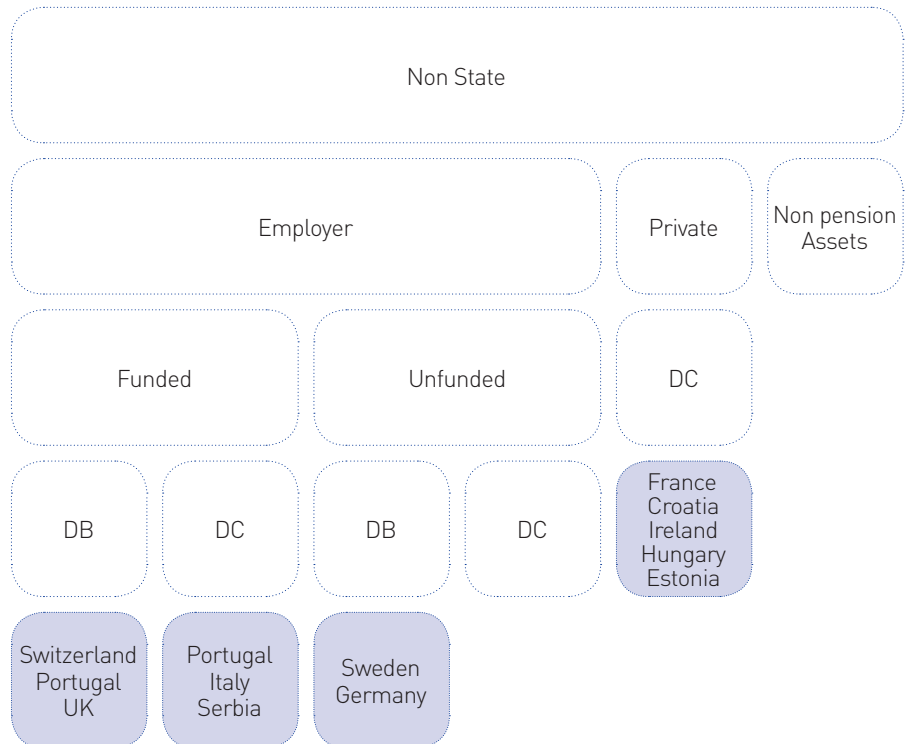 Non State
Employer
Private
Non pension
Assets
Funded
Unfunded
DC
DB
DC
DB
DC
France
Croatia
Ireland
Hungary
Estonia
Switzerland
Portugal
UK
Portugal
Italy
Serbia
Sweden
Germany